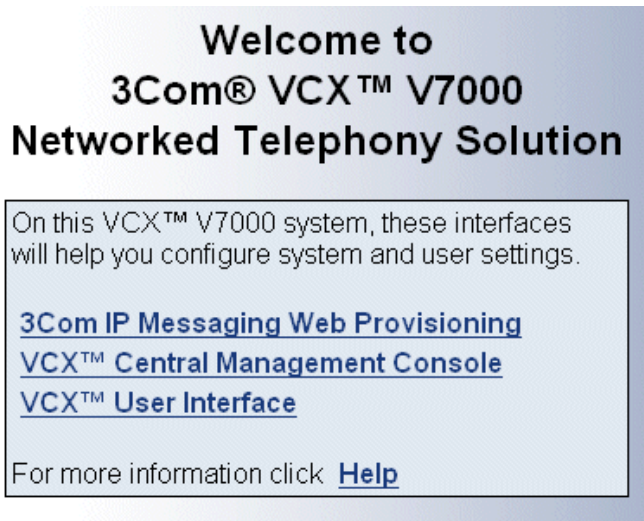 Welcome to
3Com® VCX™ V7000
Networked Telephony Solution
On this VCX™ V7000 system, these interfaces
will help you configure system and user settings.
3Com IP Messaging Web Provisioning
VCX™ Central Management Console
VCX™ User Interface
For more information click Help